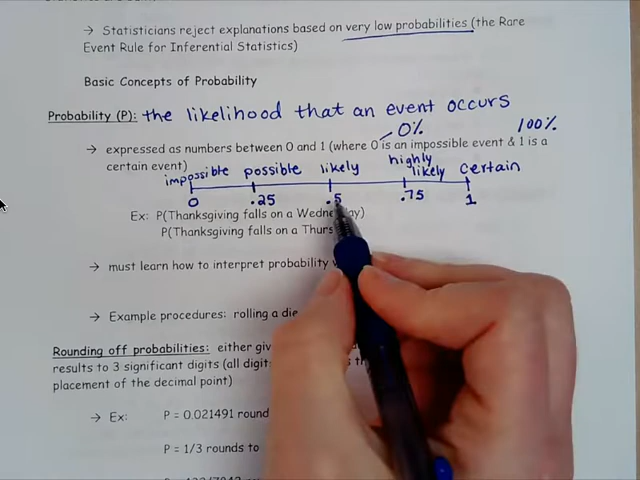 → Statisticians reject explanations based on very low probabilities (the Rare
Event Rule for Inferential Statistics)
Basic Concepts of Probability
Probability (P): the likelihood that an event occurs
0% 100%
→ expressed as numbers between 0 and 1 (where 0 is an impossible event & 1 is a
certain event)
impossible possible likely highly likely certain
0 .25 .5 .75 1
Ex: P(Thanksgiving falls on a Wednesday)
P(Thanksgiving falls on a Thurs
→ must learn how to interpret probability
→ Example procedures: rolling a die
Rounding off probabilities: either giv
results to 3 significant digits (all digit
placement of the decimal point)
→ Ex: P = 0.021491 round
P = 1/3 rounds to